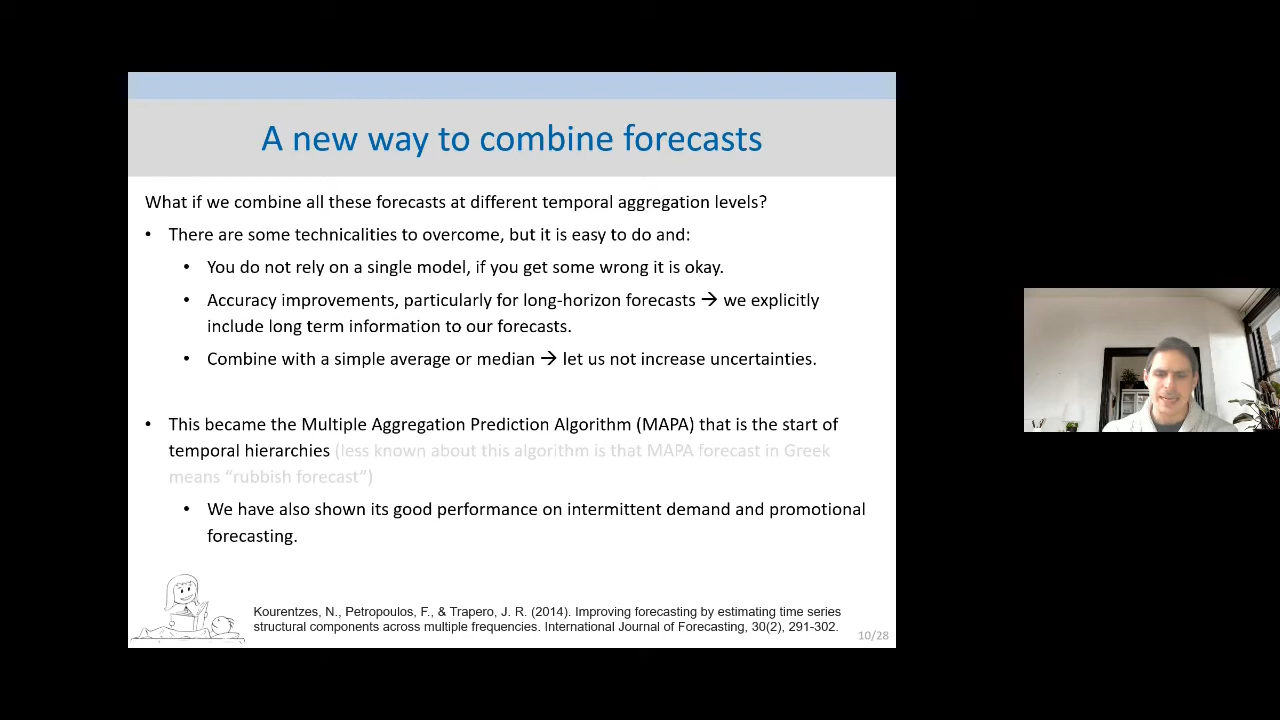 A new way to combine forecasts
What if we combine all these forecasts at different temporal aggregation levels?
• There are some technicalities to overcome, but it is easy to do and:
• You do not rely on a single model, if you get some wrong it is okay.
• Accuracy improvements, particularly for long-horizon forecasts → we explicitly
include long term information to our forecasts.
• Combine with a simple average or median → let us not increase uncertainties.
• This became the Multiple Aggregation Prediction Algorithm (MAPA) that is the start of
temporal hierarchies (less known about this algorithm is that MAPA forecast in Greek
means “rubbish forecast”)
• We have also shown its good performance on intermittent demand and promotional
forecasting.
Kourentzes, N., Petropoulos, F., & Trapero, J. R. (2014). Improving forecasting by estimating time series
structural components across multiple frequencies. International Journal of Forecasting, 30(2), 291-302.
10/28